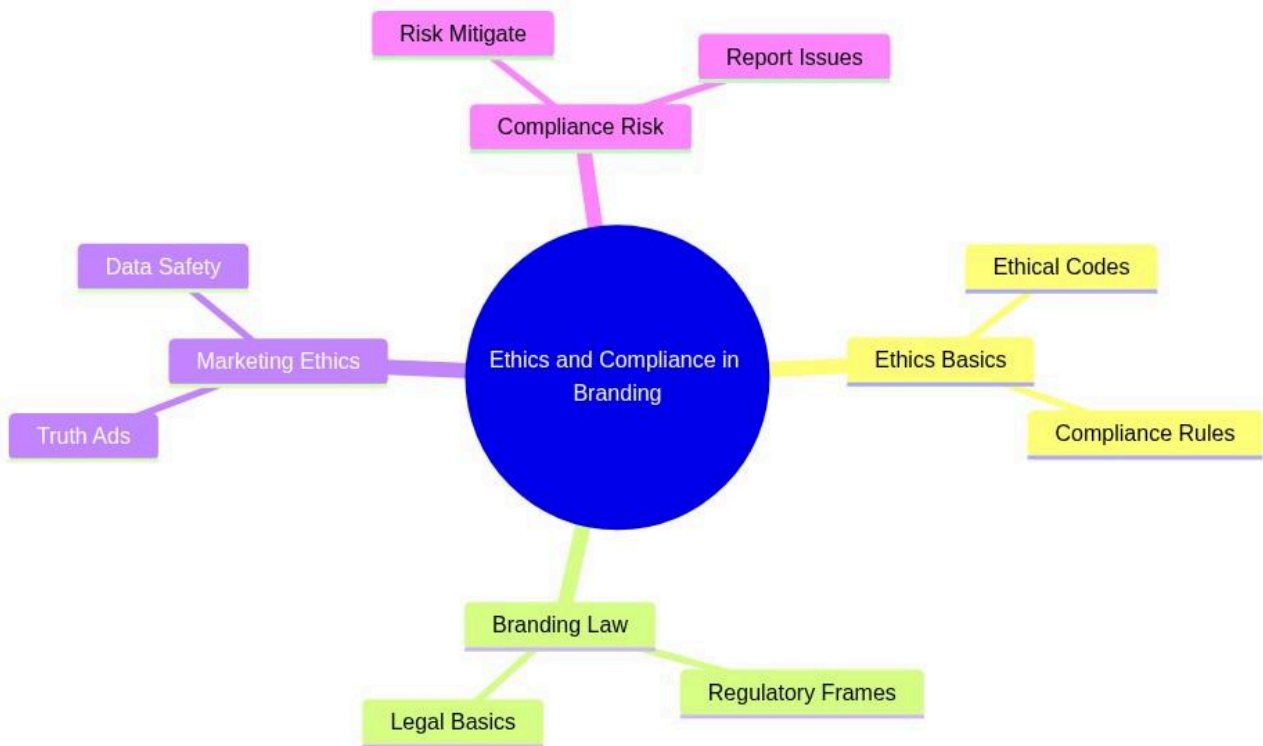 Risk Mitigate
Report Issues
Compliance Risk
Data Safety
Marketing Ethics
Truth Ads
Ethics and Compliance in
Branding
Ethical Codes
Ethics Basics
Compliance Rules
Branding Law
Regulatory Frames
Legal Basics